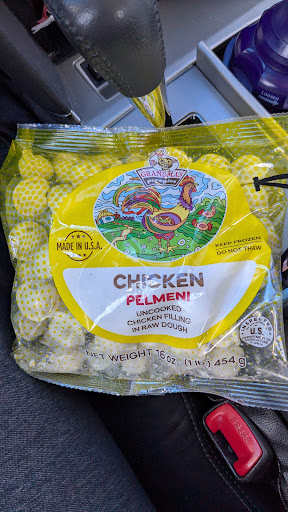 GRANDMA'S
MADE IN U.S.A.
KEEP FROZEN.
DO NOT THAW
CHICKEN
PELMENI
UNCOOKED
CHICKEN FILLING
IN RAW DOUGH
NET WEIGHT 16 oz. (1 lb.) 454 g
INSPECTED
U.S.